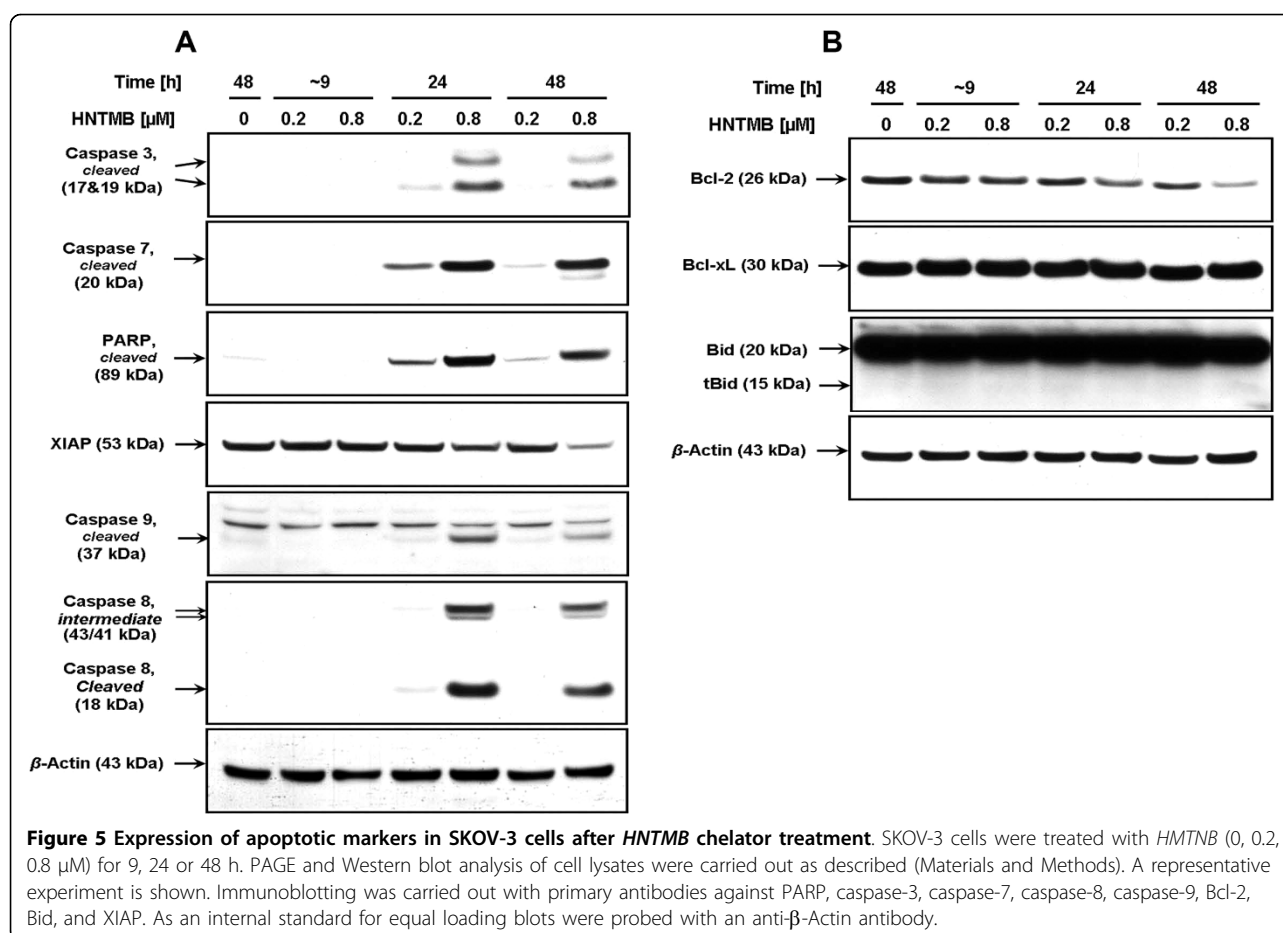 A
Time [h] 48 ~9 24 48
HNTMB [µM] 0 0.2 0.8 0.2 0.8 0.2 0.8
Caspase 3,
cleaved
(17&19 kDa)
Caspase 7,
cleaved
(20 kDa)
PARP,
cleaved
(89 kDa)
XIAP (53 kDa)
Caspase 9,
cleaved
(37 kDa)
Caspase 8,
intermediate
(43/41 kDa)
Caspase 8,
Cleaved
(18 kDa)
β-Actin (43 kDa)
B
Time [h] 48 ~9 24 48
HNTMB [µM] 0 0.2 0.8 0.2 0.8 0.2 0.8
Bcl-2 (26 kDa)
Bcl-xL (30 kDa)
Bid (20 kDa)
tBid (15 kDa)
β-Actin (43 kDa)
Figure 5 Expression of apoptotic markers in SKOV-3 cells after HNTMB chelator treatment. SKOV-3 cells were treated with HMTNB (0, 0.2,
0.8 µM) for 9, 24 or 48 h. PAGE and Western blot analysis of cell lysates were carried out as described (Materials and Methods). A representative
experiment is shown. Immunoblotting was carried out with primary antibodies against PARP, caspase-3, caspase-7, caspase-8, caspase-9, Bcl-2,
Bid, and XIAP. As an internal standard for equal loading blots were probed with an anti-β-Actin antibody.